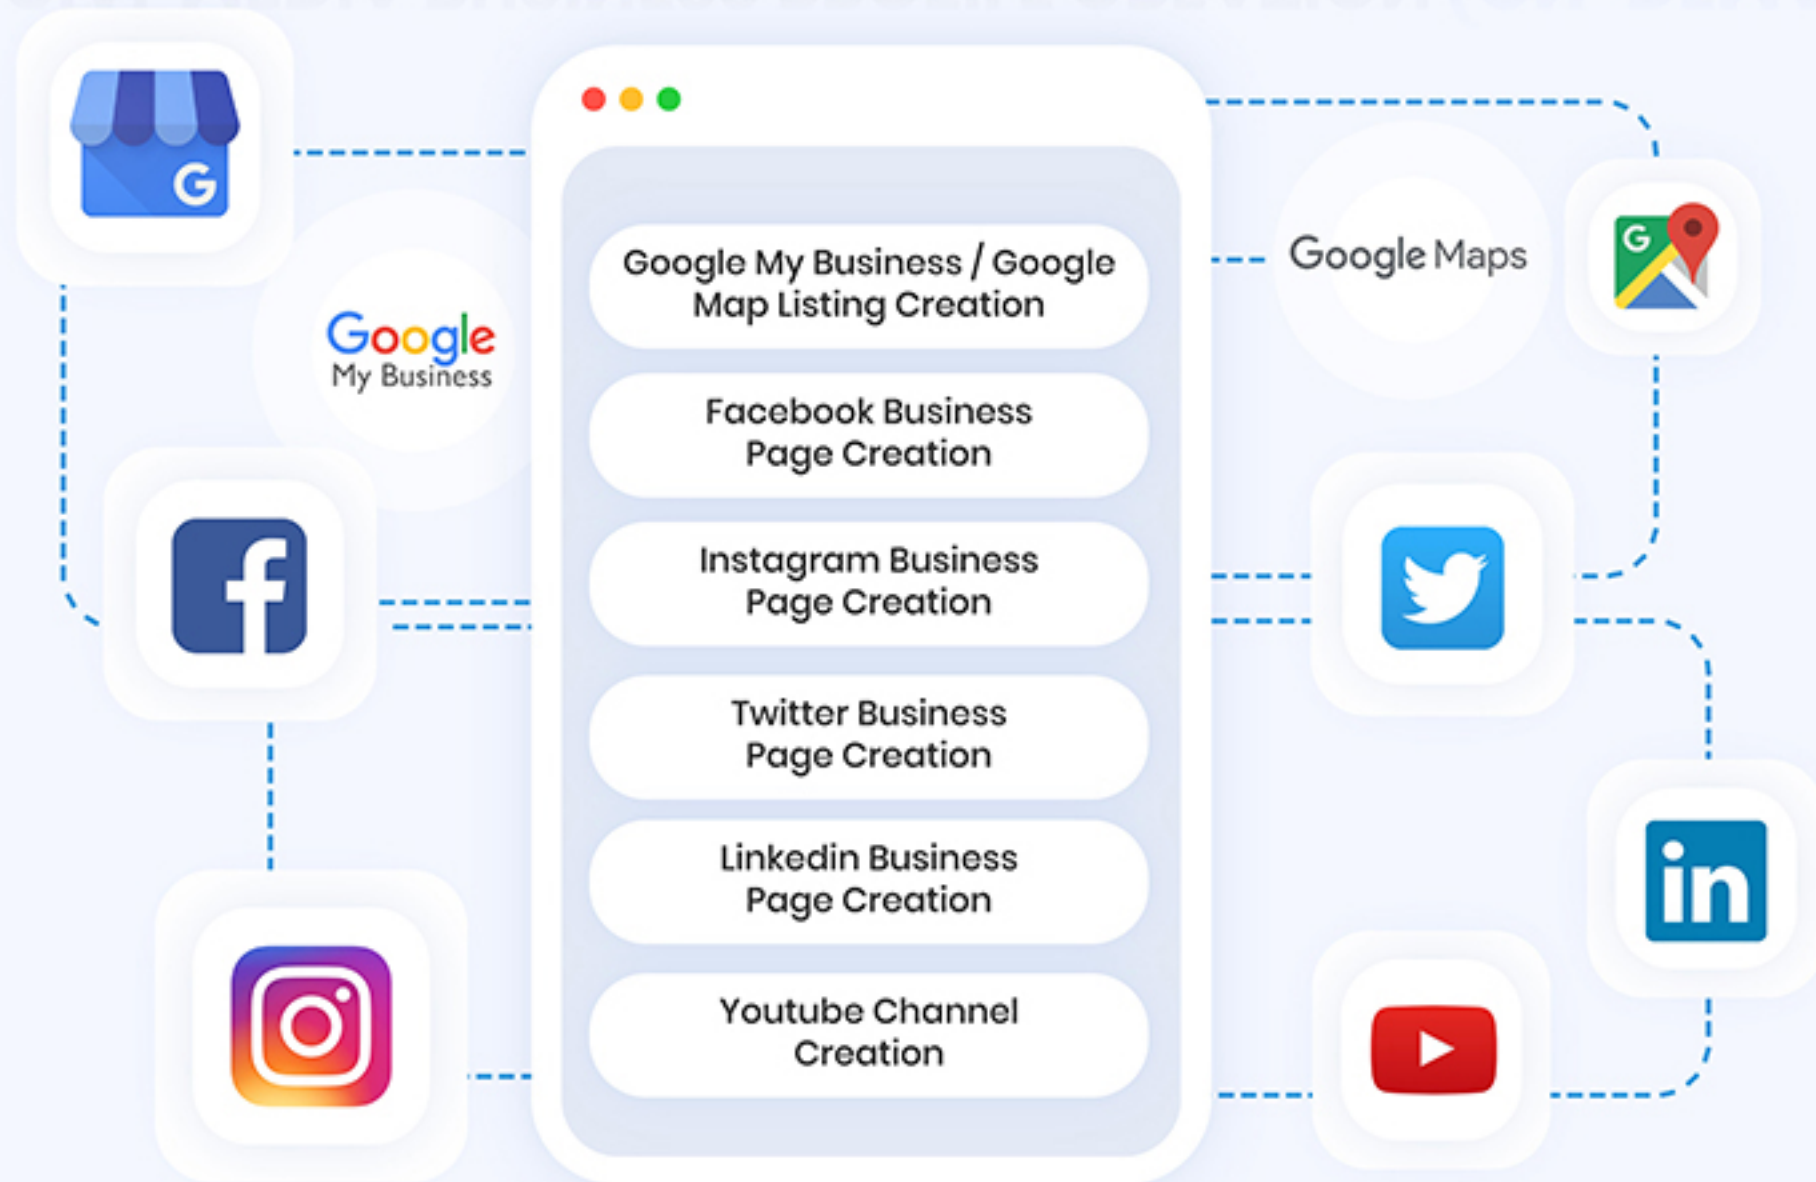 Google My Business / Google
Map Listing Creation
Facebook Business
Page Creation
Instagram Business
Page Creation
Twitter Business
Page Creation
Linkedin Business
Page Creation
Youtube Channel
Creation
G
Google
My Business
f
Google Maps
G
in